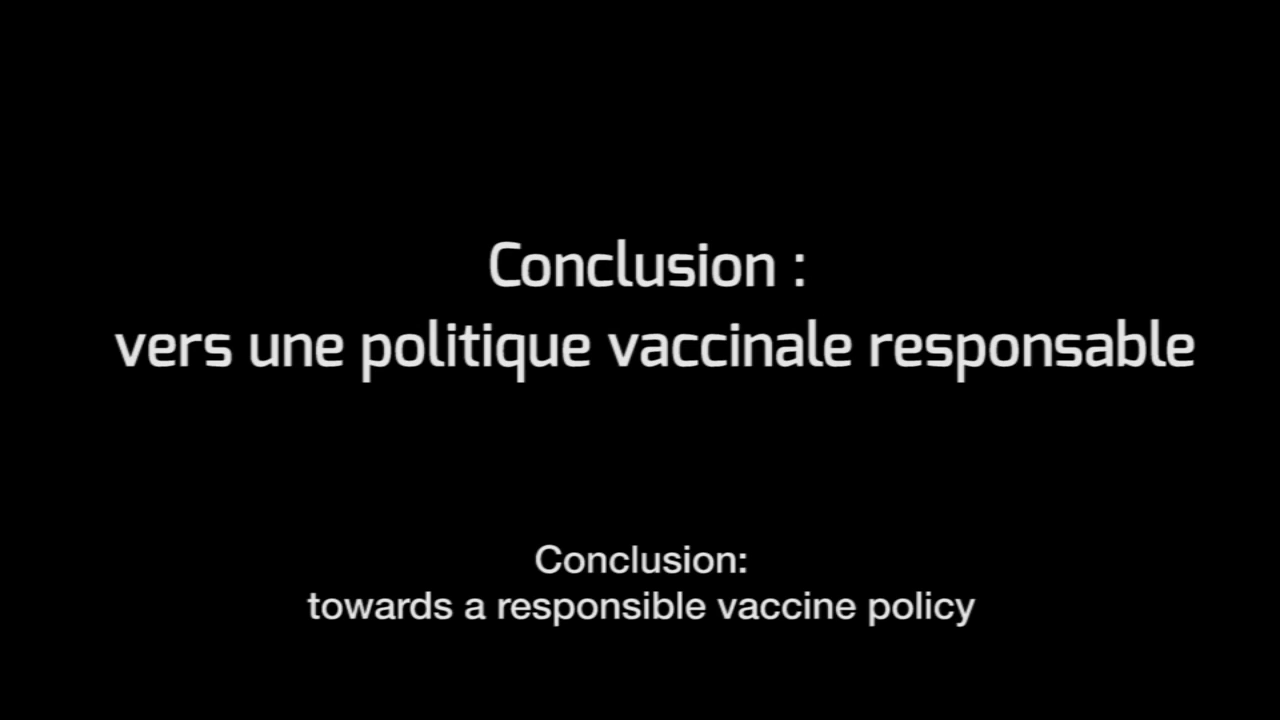 Conclusion :
vers une politique vaccinale responsable
Conclusion:
towards a responsible vaccine policy